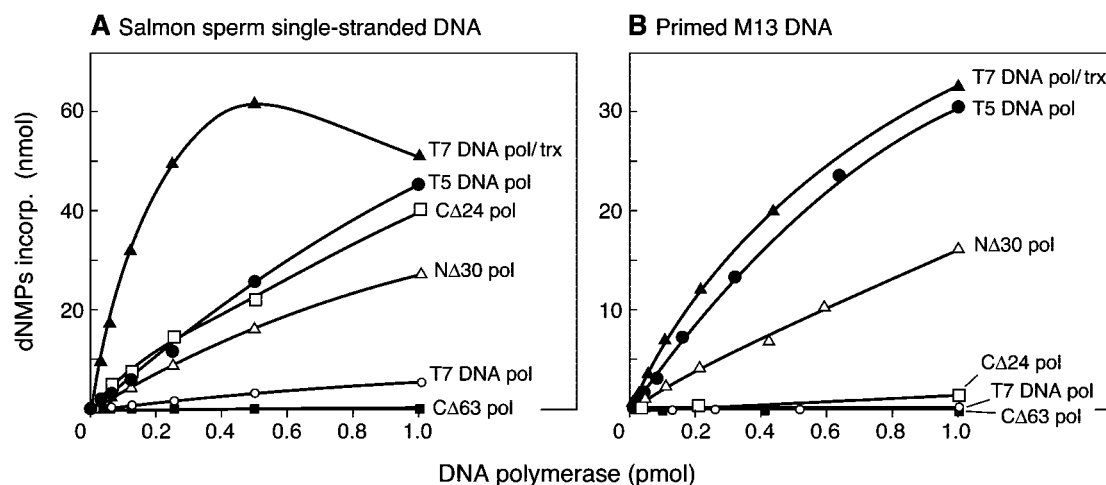 A Salmon sperm single-stranded DNA
dNMPs incorp. (nmol)
60
40
20
0
0.2
0.4
0.6
0.8
1.0
T7 DNA pol/trx
T5 DNA pol
CΔ24 pol
NΔ30 pol
T7 DNA pol
CΔ63 pol
B Primed M13 DNA
30
20
10
0
0
0.2
0.4
0.6
0.8
1.0
T7 DNA pol/trx
T5 DNA pol
NΔ30 pol
CΔ24 pol
T7 DNA pol
CΔ63 pol
DNA polymerase (pmol)